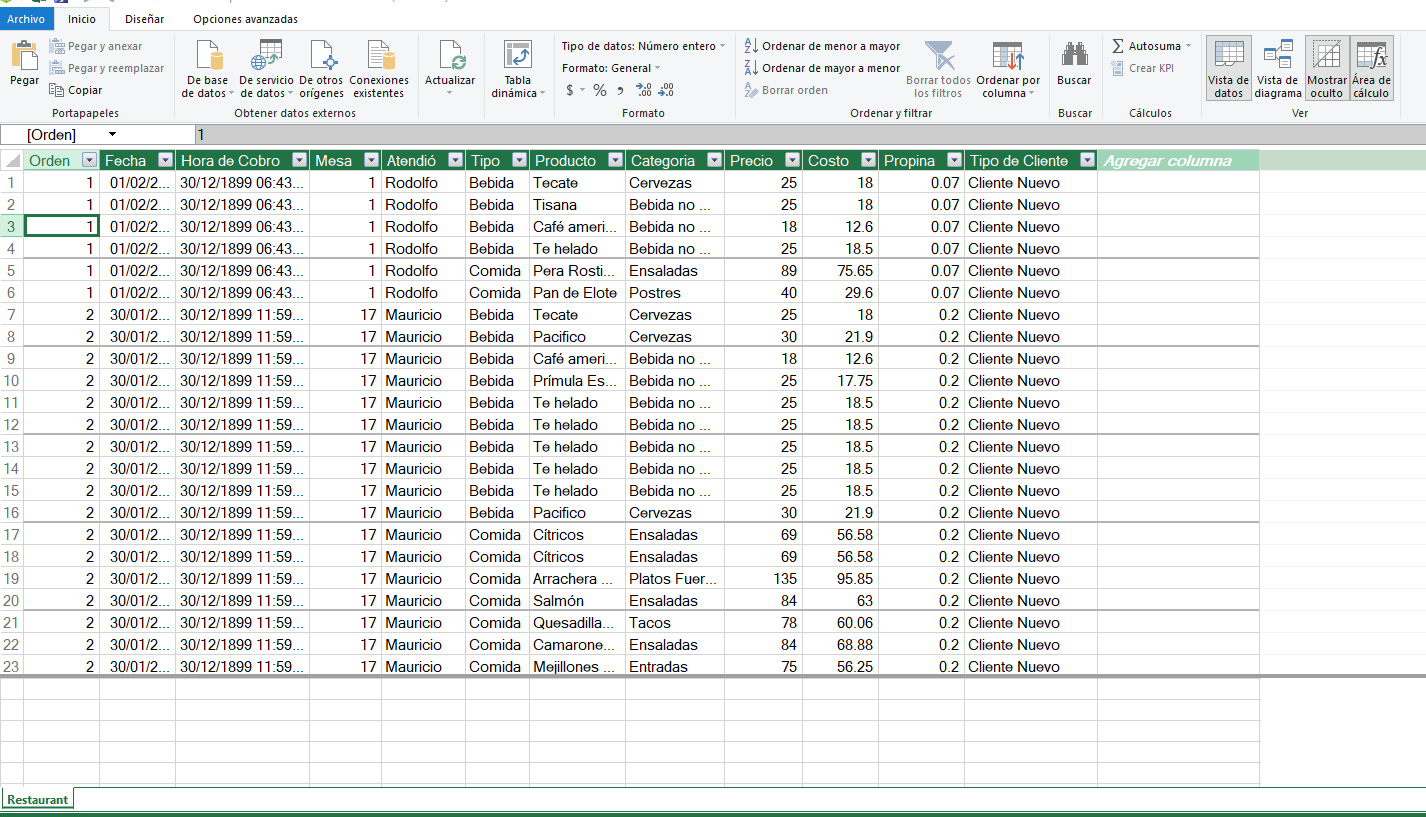 Archivo Inicio Diseñar Opciones avanzadas
Pegar
Pegar y anexar
Pegar y reemplazar
Copiar
Portapapeles
De base de datos
De servicio de datos
De otros orígenes
Conexiones existentes
Obtener datos externos
Actualizar
Tabla dinámica
Tipo de datos: Número entero
Formato: General
$ % , .00 .00
Formato
Ordenar de menor a mayor
Ordenar de mayor a menor
Borrar orden
Borrar todos los filtros
Ordenar por columna
Ordenar y filtrar
Buscar
Buscar
Autosuma
Crear KPI
Cálculos
Vista de datos
Vista de diagrama
Mostrar oculto
Área de cálculo
Ver
[Orden] 1
Orden Fecha Hora de Cobro Mesa Atendió Tipo Producto Categoria Precio Costo Propina Tipo de Cliente Agregar columna
1 1 01/02/2... 30/12/1899 06:43... 1 Rodolfo Bebida Tecate Cervezas 25 18 0.07 Cliente Nuevo
2 1 01/02/2... 30/12/1899 06:43... 1 Rodolfo Bebida Tisana Bebida no ... 25 18 0.07 Cliente Nuevo
3 1 01/02/2... 30/12/1899 06:43... 1 Rodolfo Bebida Café ameri... Bebida no ... 18 12.6 0.07 Cliente Nuevo
4 1 01/02/2... 30/12/1899 06:43... 1 Rodolfo Bebida Te helado Bebida no ... 25 18.5 0.07 Cliente Nuevo
5 1 01/02/2... 30/12/1899 06:43... 1 Rodolfo Comida Pera Rosti... Ensaladas 89 75.65 0.07 Cliente Nuevo
6 1 01/02/2... 30/12/1899 06:43... 1 Rodolfo Comida Pan de Elote Postres 40 29.6 0.07 Cliente Nuevo
7 2 30/01/2... 30/12/1899 11:59... 17 Mauricio Bebida Tecate Cervezas 25 18 0.2 Cliente Nuevo
8 2 30/01/2... 30/12/1899 11:59... 17 Mauricio Bebida Pacifico Cervezas 30 21.9 0.2 Cliente Nuevo
9 2 30/01/2... 30/12/1899 11:59... 17 Mauricio Bebida Café ameri... Bebida no ... 18 12.6 0.2 Cliente Nuevo
10 2 30/01/2... 30/12/1899 11:59... 17 Mauricio Bebida Prímula Es... Bebida no ... 25 17.75 0.2 Cliente Nuevo
11 2 30/01/2... 30/12/1899 11:59... 17 Mauricio Bebida Te helado Bebida no ... 25 18.5 0.2 Cliente Nuevo
12 2 30/01/2... 30/12/1899 11:59... 17 Mauricio Bebida Te helado Bebida no ... 25 18.5 0.2 Cliente Nuevo
13 2 30/01/2... 30/12/1899 11:59... 17 Mauricio Bebida Te helado Bebida no ... 25 18.5 0.2 Cliente Nuevo
14 2 30/01/2... 30/12/1899 11:59... 17 Mauricio Bebida Te helado Bebida no ... 25 18.5 0.2 Cliente Nuevo
15 2 30/01/2... 30/12/1899 11:59... 17 Mauricio Bebida Te helado Bebida no ... 25 18.5 0.2 Cliente Nuevo
16 2 30/01/2... 30/12/1899 11:59... 17 Mauricio Bebida Pacifico Cervezas 30 21.9 0.2 Cliente Nuevo
17 2 30/01/2... 30/12/1899 11:59... 17 Mauricio Comida Cítricos Ensaladas 69 56.58 0.2 Cliente Nuevo
18 2 30/01/2... 30/12/1899 11:59... 17 Mauricio Comida Cítricos Ensaladas 69 56.58 0.2 Cliente Nuevo
19 2 30/01/2... 30/12/1899 11:59... 17 Mauricio Comida Arrachera ... Platos Fuer... 135 95.85 0.2 Cliente Nuevo
20 2 30/01/2... 30/12/1899 11:59... 17 Mauricio Comida Salmón Ensaladas 84 63 0.2 Cliente Nuevo
21 2 30/01/2... 30/12/1899 11:59... 17 Mauricio Comida Quesadilla... Tacos 78 60.06 0.2 Cliente Nuevo
22 2 30/01/2... 30/12/1899 11:59... 17 Mauricio Comida Camarone... Ensaladas 84 68.88 0.2 Cliente Nuevo
23 2 30/01/2... 30/12/1899 11:59... 17 Mauricio Comida Mejillones ... Entradas 75 56.25 0.2 Cliente Nuevo
Restaurant